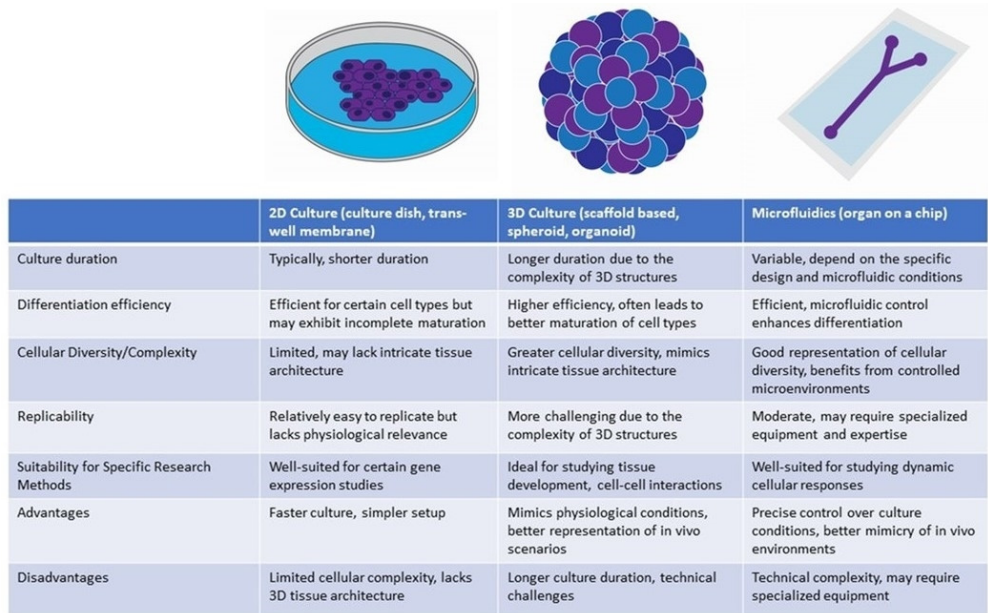 2D Culture (culture dish, trans-
well membrane)
3D Culture (scaffold based,
spheroid, organoid)
Microfluidics (organ on a chip)
Culture duration
Typically, shorter duration
Longer duration due to the
complexity of 3D structures
Variable, depend on the specific
design and microfluidic conditions
Differentiation efficiency
Efficient for certain cell types but
may exhibit incomplete maturation
Higher efficiency, often leads to
better maturation of cell types
Efficient, microfluidic control
enhances differentiation
Cellular Diversity/Complexity
Limited, may lack intricate tissue
architecture
Greater cellular diversity, mimics
intricate tissue architecture
Good representation of cellular
diversity, benefits from controlled
microenvironments
Replicability
Relatively easy to replicate but
lacks physiological relevance
More challenging due to the
complexity of 3D structures
Moderate, may require specialized
equipment and expertise
Suitability for Specific Research
Methods
Well-suited for certain gene
expression studies
Ideal for studying tissue
development, cell-cell interactions
Well-suited for studying dynamic
cellular responses
Advantages
Faster culture, simpler setup
Mimics physiological conditions,
better representation of in vivo
scenarios
Precise control over culture
conditions, better mimicry of in vivo
environments
Disadvantages
Limited cellular complexity, lacks
3D tissue architecture
Longer culture duration, technical
challenges
Technical complexity, may require
specialized equipment